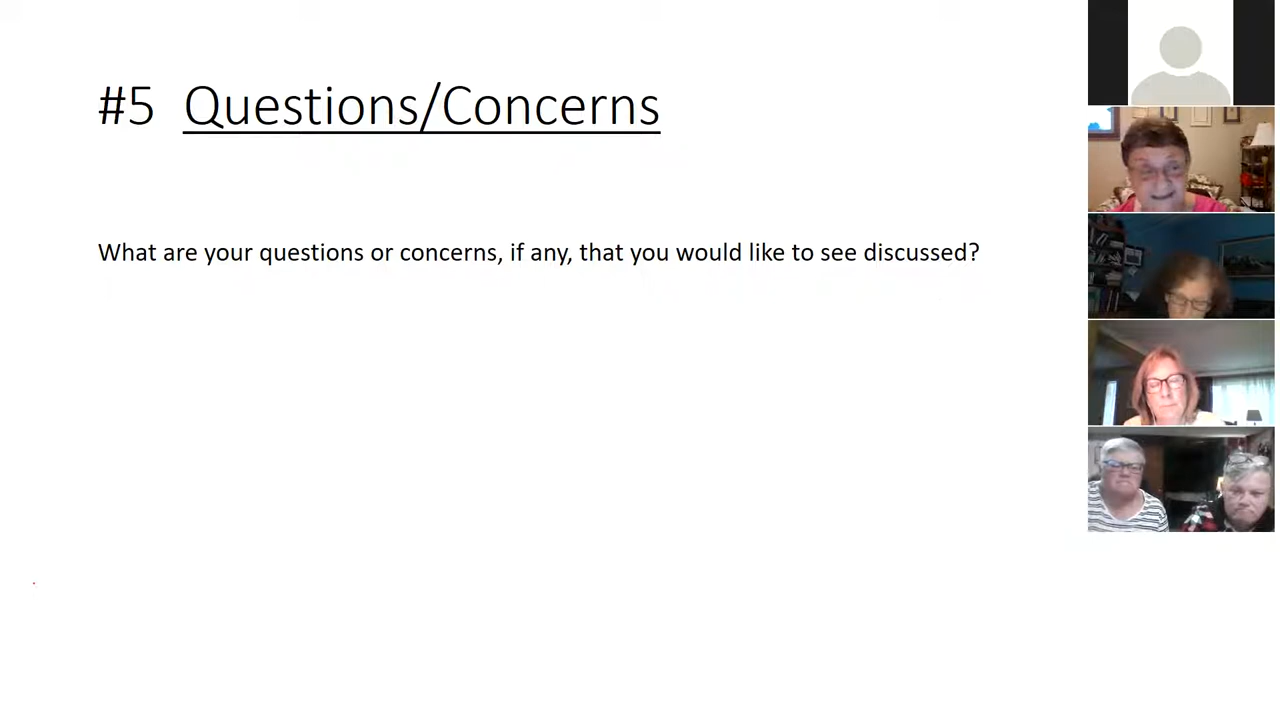 #5 Questions/Concerns
What are your questions or concerns, if any, that you would like to see discussed?